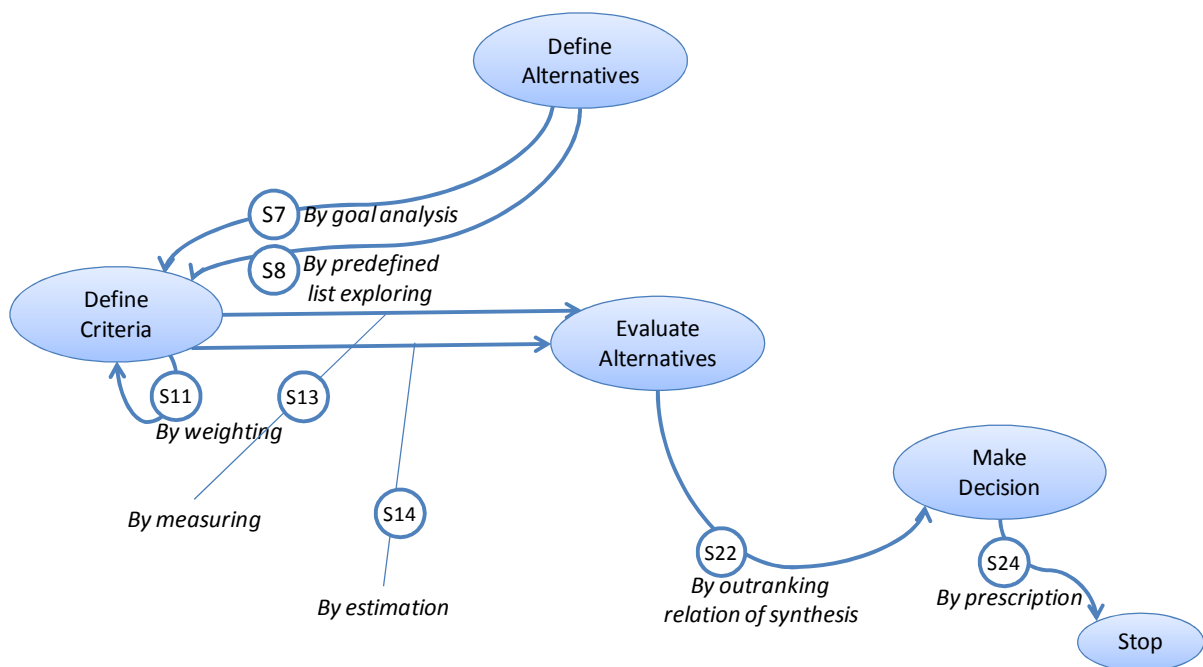 Define
Alternatives
S7
By goal analysis
S8
By predefined
list exploring
Define
Criteria
Evaluate
Alternatives
S11
By weighting
S13
By measuring
S14
By estimation
Make
Decision
S22
By outranking
relation of synthesis
S24
By prescription
Stop